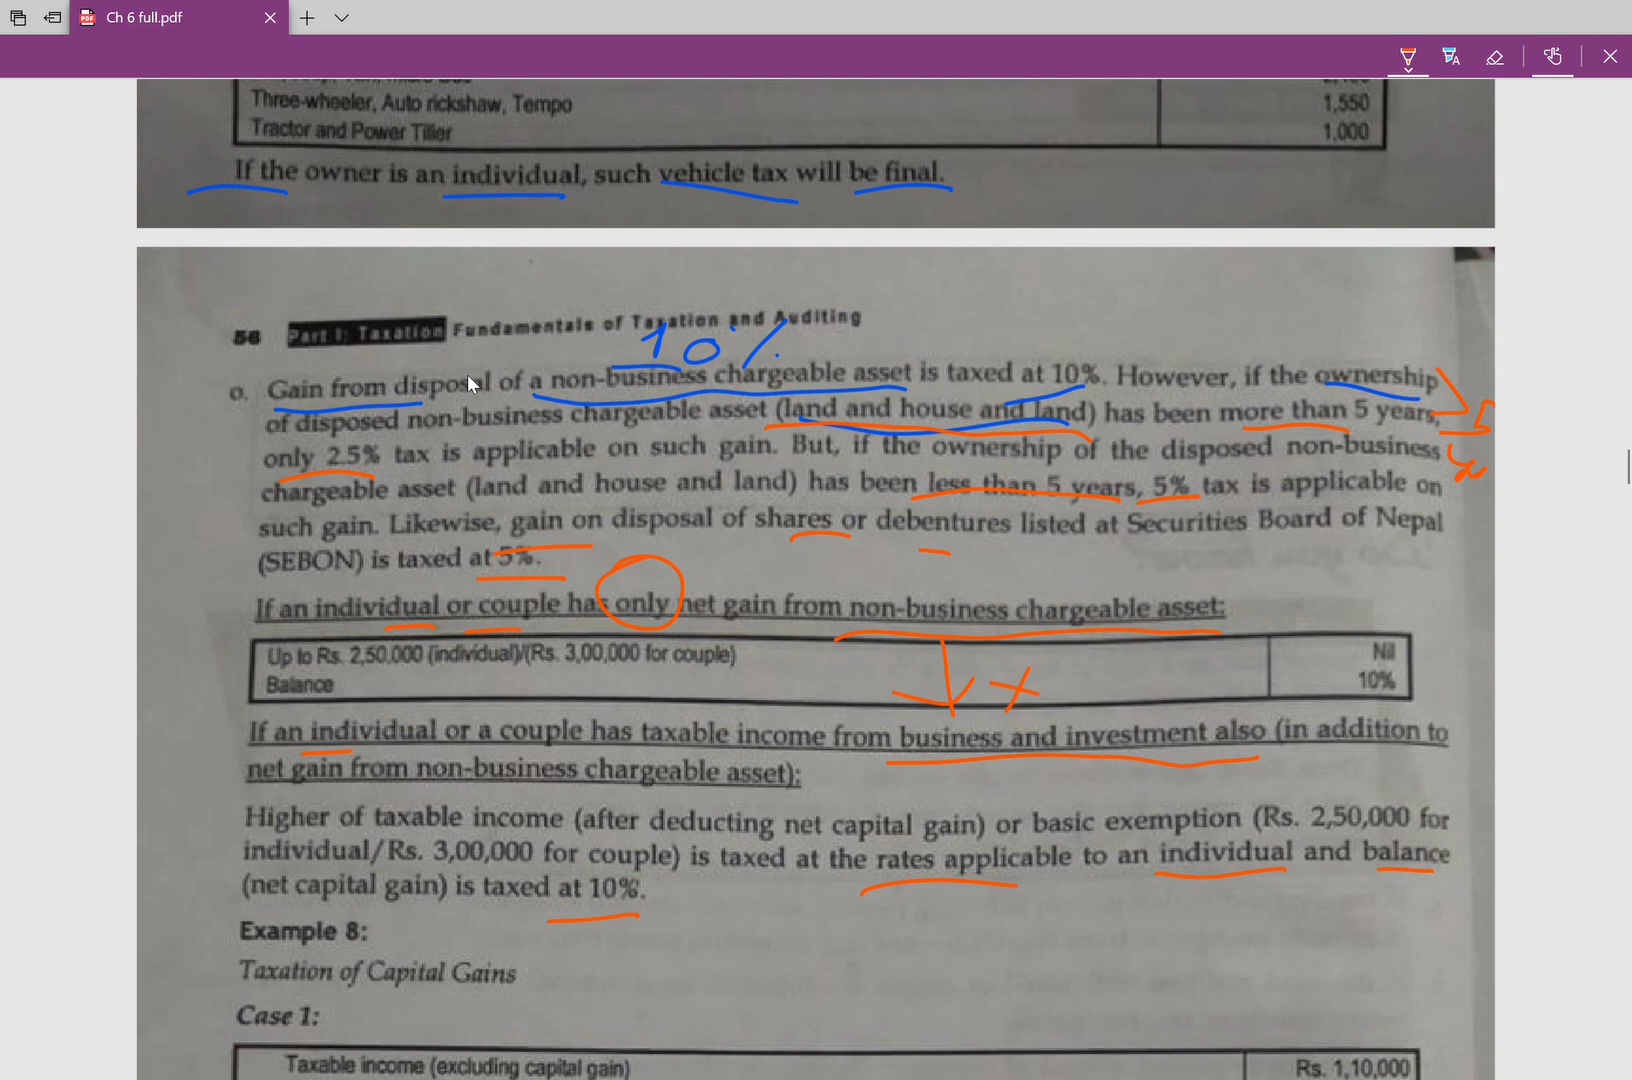 Ch 6 full.pdf
Three-wheeler, Auto rickshaw, Tempo 1,550
Tractor and Power Tiller 1,000
If the owner is an individual, such vehicle tax will be final.
56 Part I: Taxation Fundamentals of Taxation and Auditing
10%
o. Gain from disposal of a non-business chargeable asset is taxed at 10%. However, if the ownership
of disposed non-business chargeable asset (land and house and land) has been more than 5 years,
only 2.5% tax is applicable on such gain. But, if the ownership of the disposed non-business
chargeable asset (land and house and land) has been less than 5 years, 5% tax is applicable on
such gain. Likewise, gain on disposal of shares or debentures listed at Securities Board of Nepal
(SEBON) is taxed at 5%.
If an individual or couple has only net gain from non-business chargeable asset:
Up to Rs. 2,50,000 (individual)/(Rs. 3,00,000 for couple) Nil
Balance 10%
If an individual or a couple has taxable income from business and investment also (in addition to
net gain from non-business chargeable asset):
Higher of taxable income (after deducting net capital gain) or basic exemption (Rs. 2,50,000 for
individual/Rs. 3,00,000 for couple) is taxed at the rates applicable to an individual and balance
(net capital gain) is taxed at 10%.
Example 8:
Taxation of Capital Gains
Case 1:
Taxable income (excluding capital gain) Rs. 1,10,000